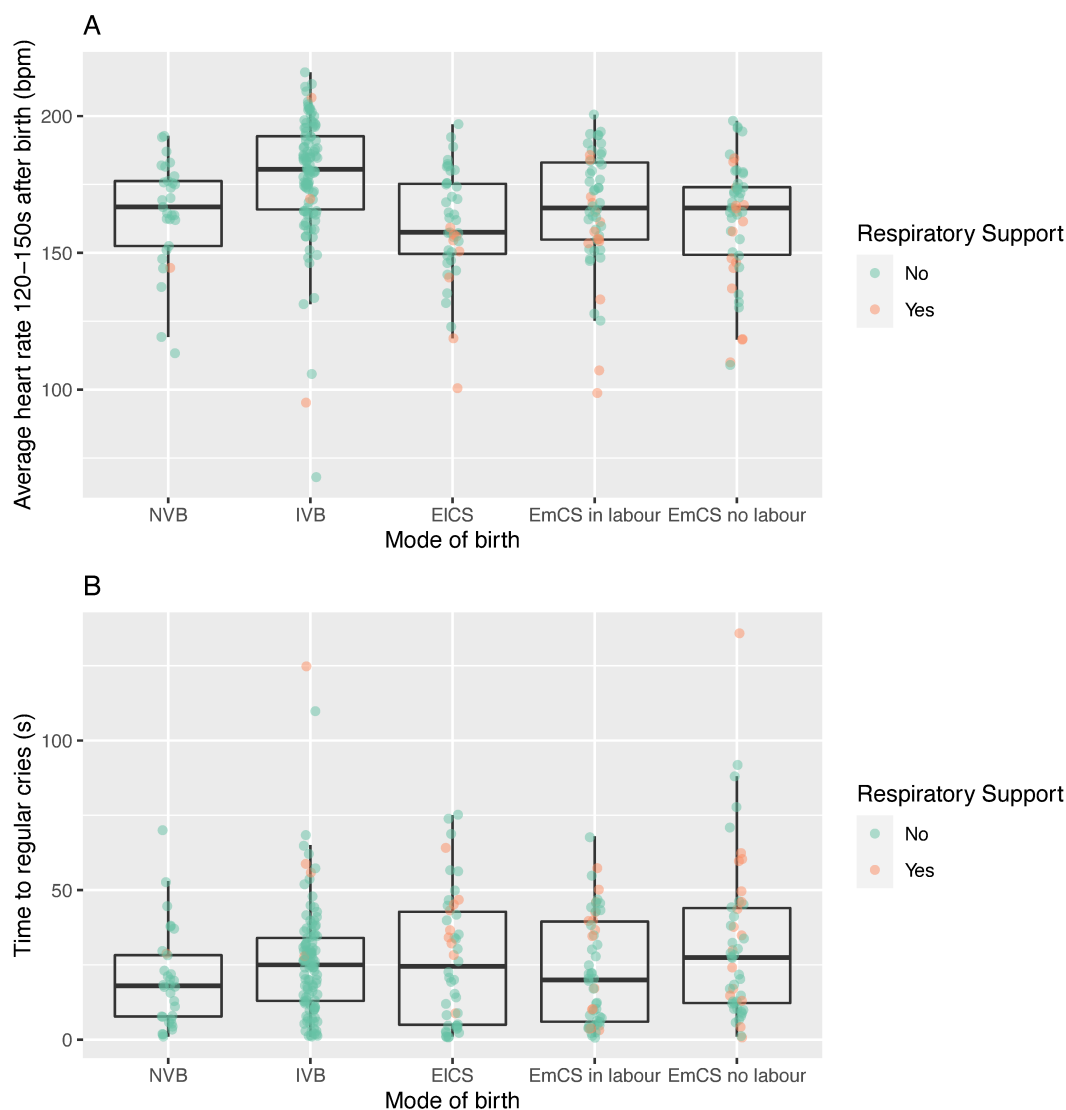 A
Average heart rate 120−150s after birth (bpm)
200
150
100
NVB IVB ElCS EmCS in labour EmCS no labour
Mode of birth
Respiratory Support
No
Yes
B
Time to regular cries (s)
100
50
0
NVB IVB ElCS EmCS in labour EmCS no labour
Mode of birth
Respiratory Support
No
Yes